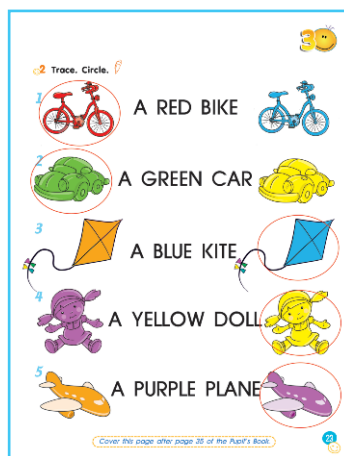 3
2 Trace. Circle.
1
A RED BIKE
2
A GREEN CAR
3
A BLUE KITE
4
A YELLOW DOLL
5
A PURPLE PLANE
Cover this page after page 35 of the Pupil's Book.
23